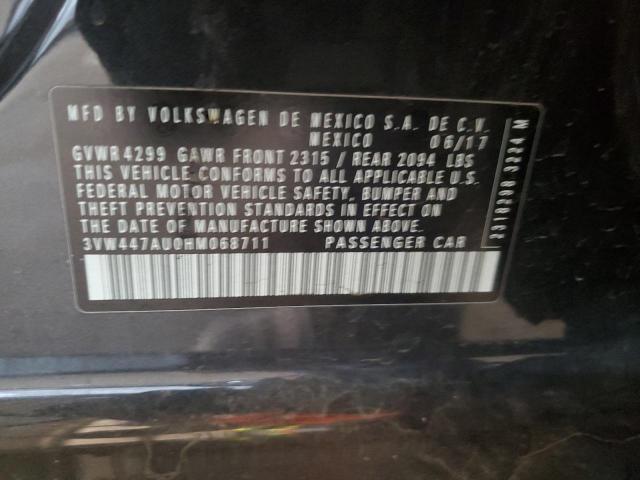 MFD BY VOLKSWAGEN DE MEXICO S.A. DE C.V.
MEXICO 06/17
GVWR 4299 GAWR FRONT 2315 / REAR 2094 LBS
THIS VEHICLE CONFORMS TO ALL APPLICABLE U.S.
FEDERAL MOTOR VEHICLE SAFETY, BUMPER AND
THEFT PREVENTION STANDARDS IN EFFECT ON
THE DATE OF MANUFACTURE SHOWN ABOVE.
3VW447AU0HM068711 PASSENGER CAR
2318298 3224 M